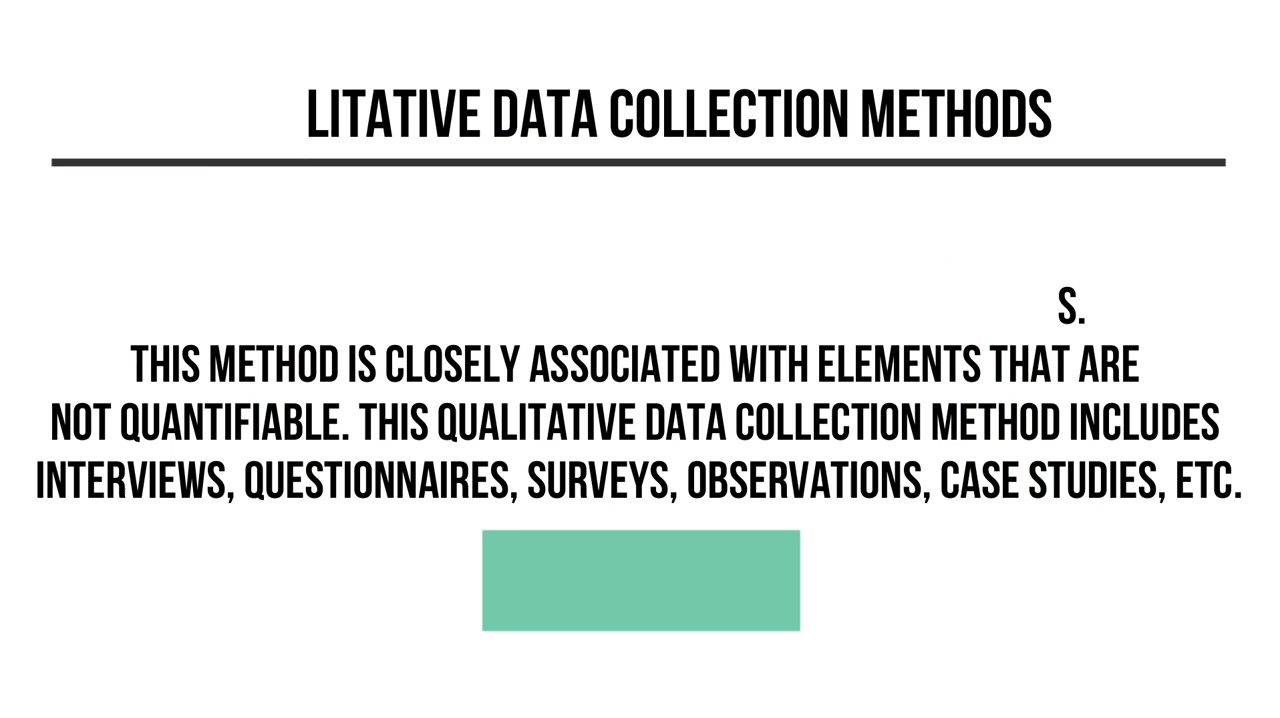 LITATIVE DATA COLLECTION METHODS
S.
THIS METHOD IS CLOSELY ASSOCIATED WITH ELEMENTS THAT ARE
NOT QUANTIFIABLE. THIS QUALITATIVE DATA COLLECTION METHOD INCLUDES
INTERVIEWS, QUESTIONNAIRES, SURVEYS, OBSERVATIONS, CASE STUDIES, ETC.